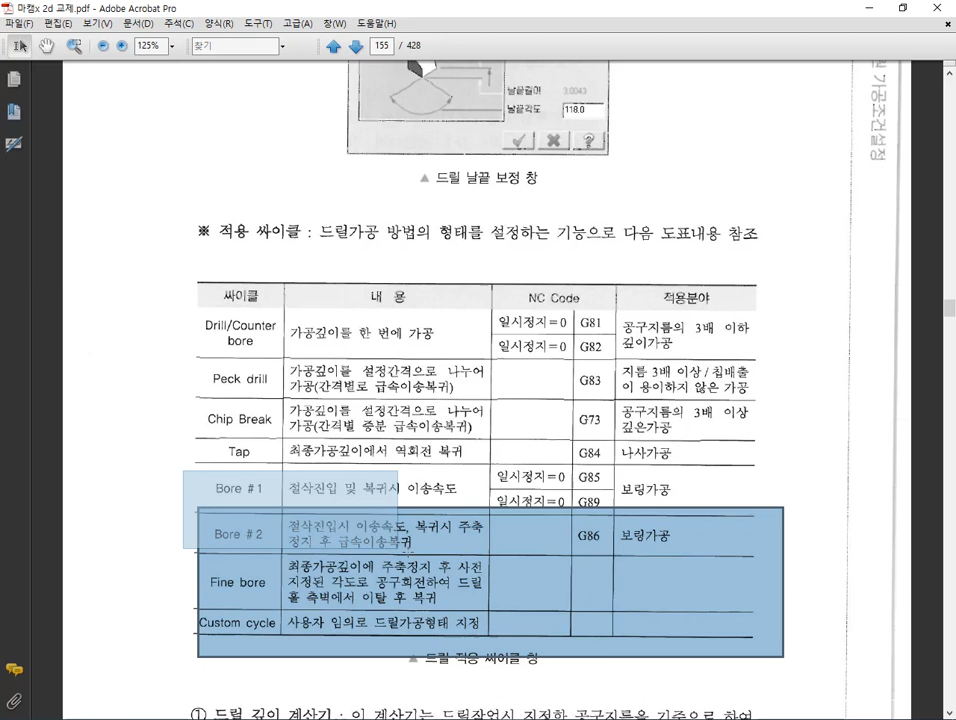 마캠x 2d 교제.pdf - Adobe Acrobat Pro
파일(F) 편집(E) 보기(V) 문서(D) 주석(C) 양식(R) 도구(T) 고급(A) 창(W) 도움말(H)
125% 찾기 155 / 428
날끝길이 3.0043
날끝각도 118.0
가공조건설정
▲ 드릴 날끝 보정 창
※ 적용 싸이클 : 드릴가공 방법의 형태를 설정하는 기능으로 다음 도표내용 참조
싸이클 내 용 NC Code 적용분야
Drill/Counter bore 가공깊이를 한 번에 가공 일시정지=0 G81 공구지름의 3배 이하 깊이가공
일시정지=0 G82
Peck drill 가공깊이를 설정간격으로 나누어 가공(간격별로 급속이송복귀) G83 지름 3배 이상/칩배출이 용이하지 않은 가공
Chip Break 가공깊이를 설정간격으로 나누어 가공(간격별 증분 급속이송복귀) G73 공구지름의 3배 이상 깊은가공
Tap 최종가공깊이에서 역회전 복귀 G84 나사가공
Bore #1 절삭진입 및 복귀시 이송속도 일시정지=0 G85 보링가공
일시정지=0 G89
Bore #2 절삭진입시 이송속도, 복귀시 주축 정지 후 급속이송복귀 G86 보링가공
Fine bore 최종가공깊이에 주축정지 후 사전 지정된 각도로 공구회전하여 드릴 홀 측벽에서 이탈 후 복귀
Custom cycle 사용자 임의로 드릴가공형태 지정
▲ 드릴 적용 싸이클 창
① 드릴 깊이 계산기 : 이 계산기는 드릴작업시 지정한 공구지름을 기준으로 하여